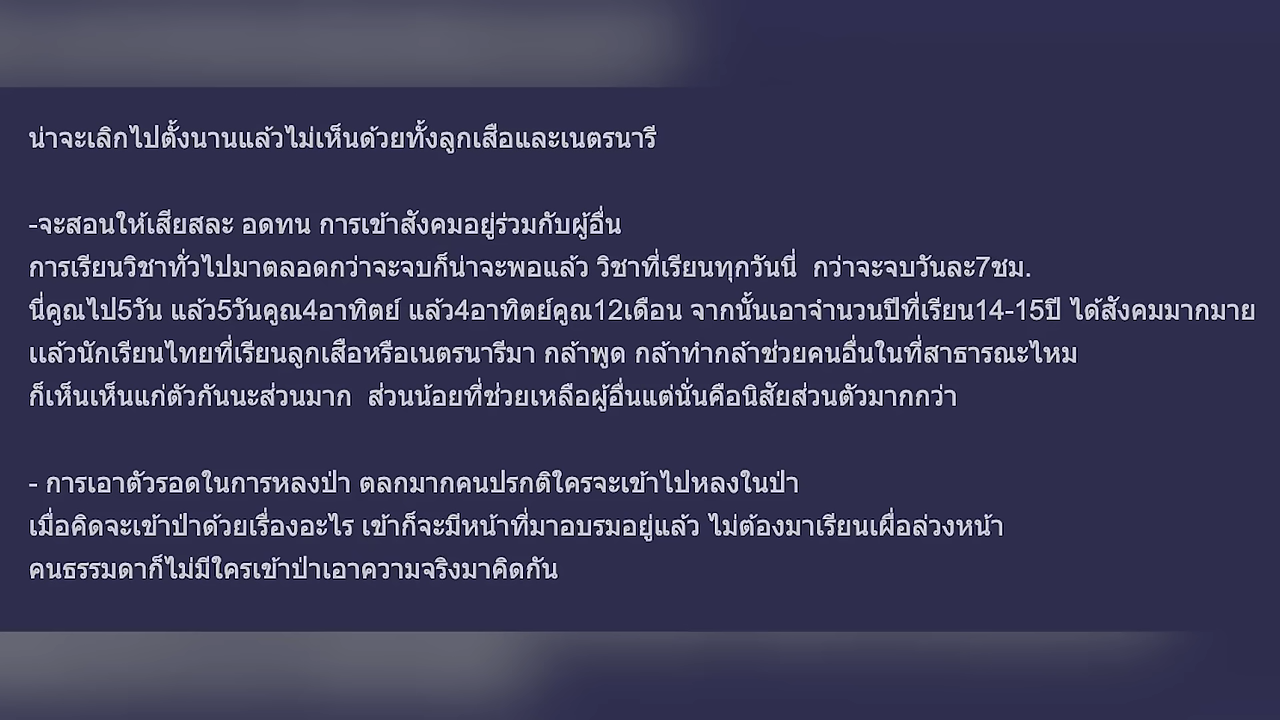 น่าจะเลิกไปตั้งนานแล้วไม่เห็นด้วยทั้งลูกเสือและเนตรนารี
-จะสอนให้เสียสละ อดทน การเข้าสังคมอยู่ร่วมกับผู้อื่น
การเรียนวิชาทั่วไปมาตลอดกว่าจะจบก็น่าจะพอแล้ว วิชาที่เรียนทุกวันนี่  กว่าจะจบวันละ7ชม.
นี่คูณไป5วัน แล้ว5วันคูณ4อาทิตย์ แล้ว4อาทิตย์คูณ12เดือน จากนั้นเอาจำนวนปีที่เรียน14-15ปี ได้สังคมมากมาย
แล้วนักเรียนไทยที่เรียนลูกเสือหรือเนตรนารีมา กล้าพูด กล้าทำกล้าช่วยคนอื่นในที่สาธารณะไหม
ก็เห็นเห็นแก่ตัวกันนะส่วนมาก  ส่วนน้อยที่ช่วยเหลือผู้อื่นแต่นั่นคือนิสัยส่วนตัวมากกว่า
- การเอาตัวรอดในการหลงป่า ตลกมากคนปรกติใครจะเข้าไปหลงในป่า
เมื่อคิดจะเข้าป่าด้วยเรื่องอะไร เข้าก็จะมีหน้าที่มาอบรมอยู่แล้ว ไม่ต้องมาเรียนเผื่อล่วงหน้า
คนธรรมดาก็ไม่มีใครเข้าป่าเอาความจริงมาคิดกัน